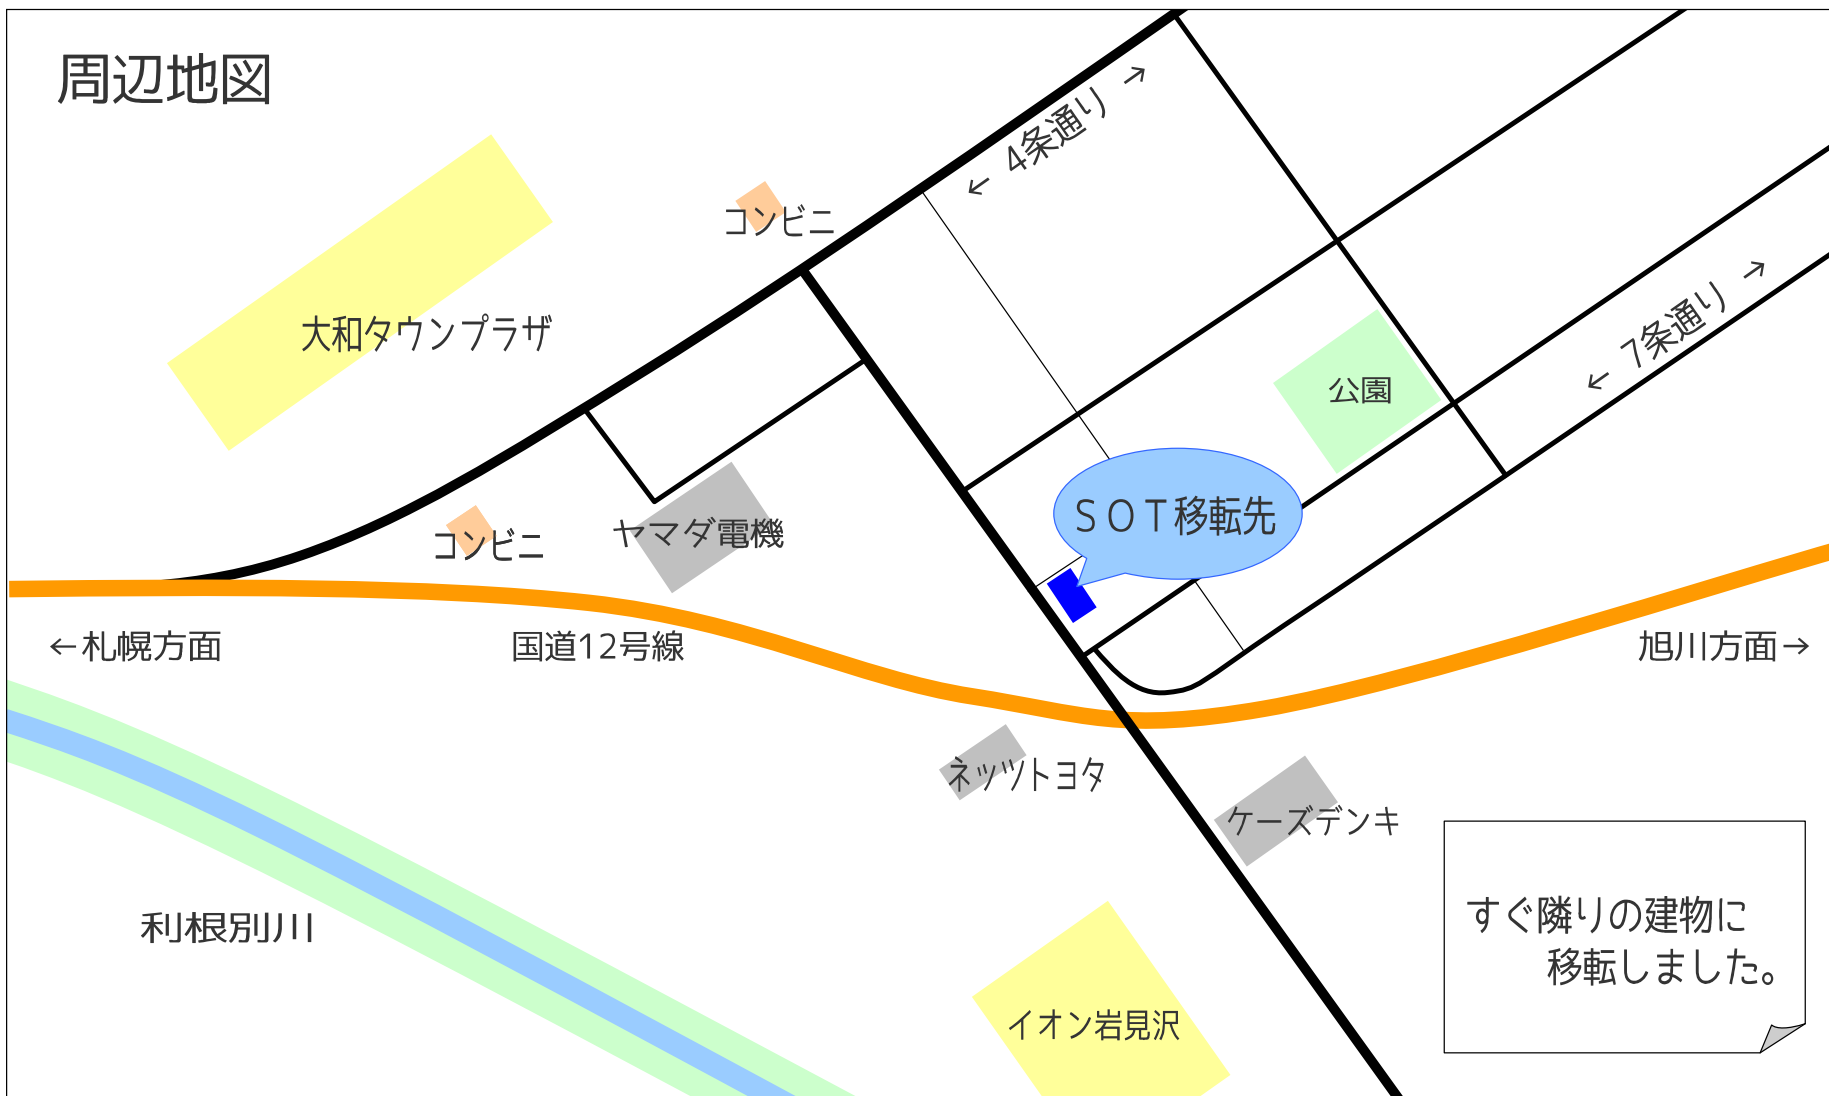 周辺地図
← 4条通り →
コンビニ
大和タウンプラザ
← 7条通り →
公園
SOT移転先
ヤマダ電機
コンビニ
←札幌方面
国道12号線
旭川方面→
ネッツトヨタ
ケーズデンキ
利根別川
すぐ隣りの建物に
移転しました。
イオン岩見沢